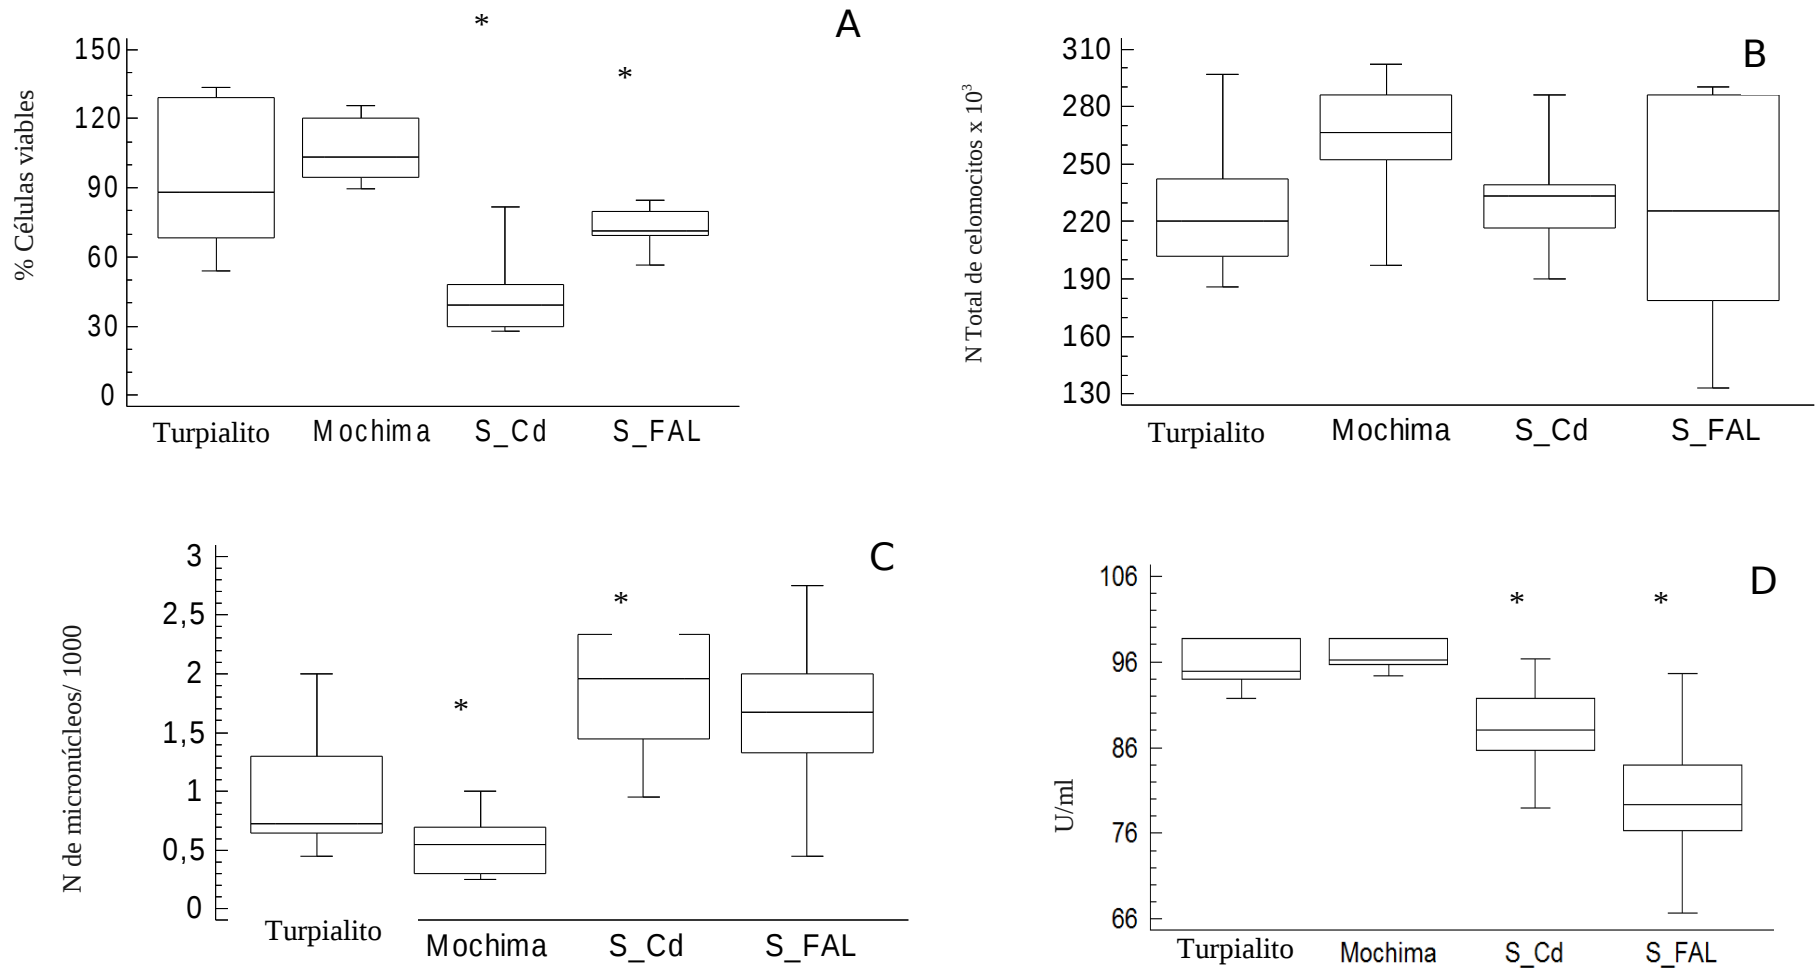 A
*
*
150
120
90
60
30
0
% Células viables
Turpialito Mochima S_Cd S_FAL
B
310
280
250
220
190
160
130
N Total de celomocitos x 10³
Turpialito Mochima S_Cd S_FAL
C
*
*
3
2,5
2
1,5
1
0,5
0
N de micronúcleos/ 1000
Turpialito Mochima S_Cd S_FAL
D
*
*
106
96
86
76
66
U/ml
Turpialito Mochima S_Cd S_FAL